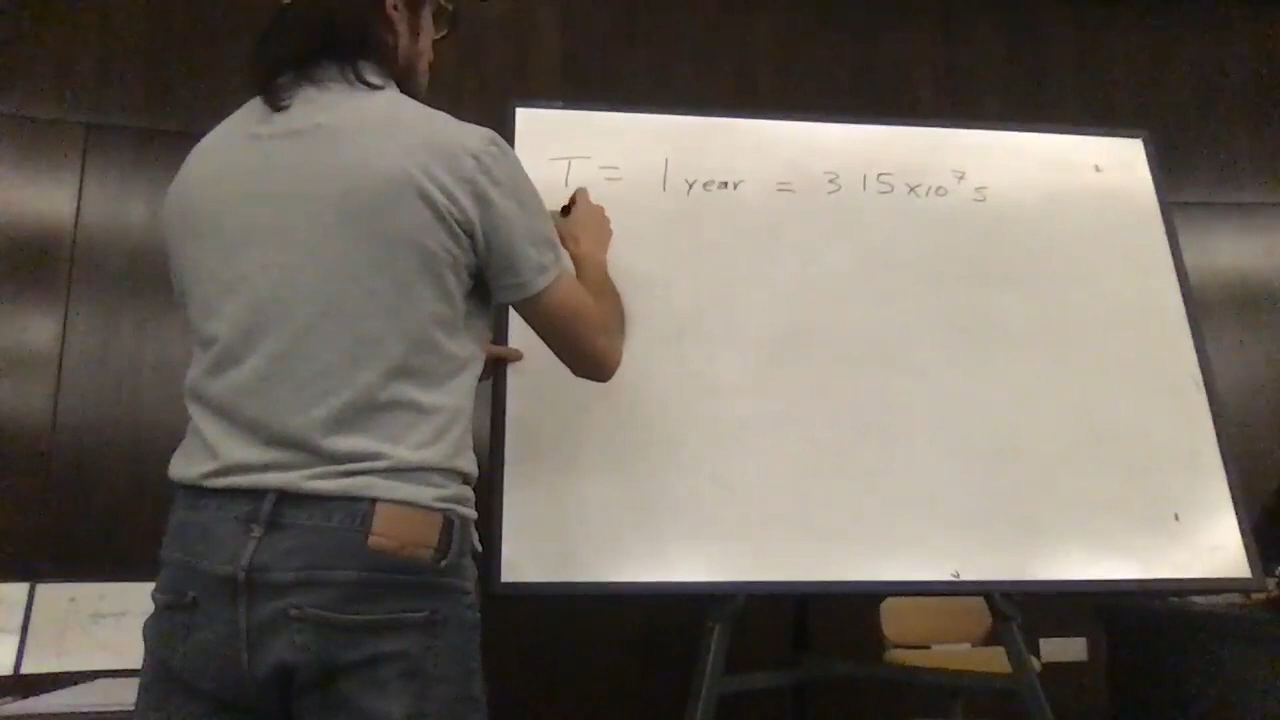 T = 1 year = 3 15 x10⁷ s